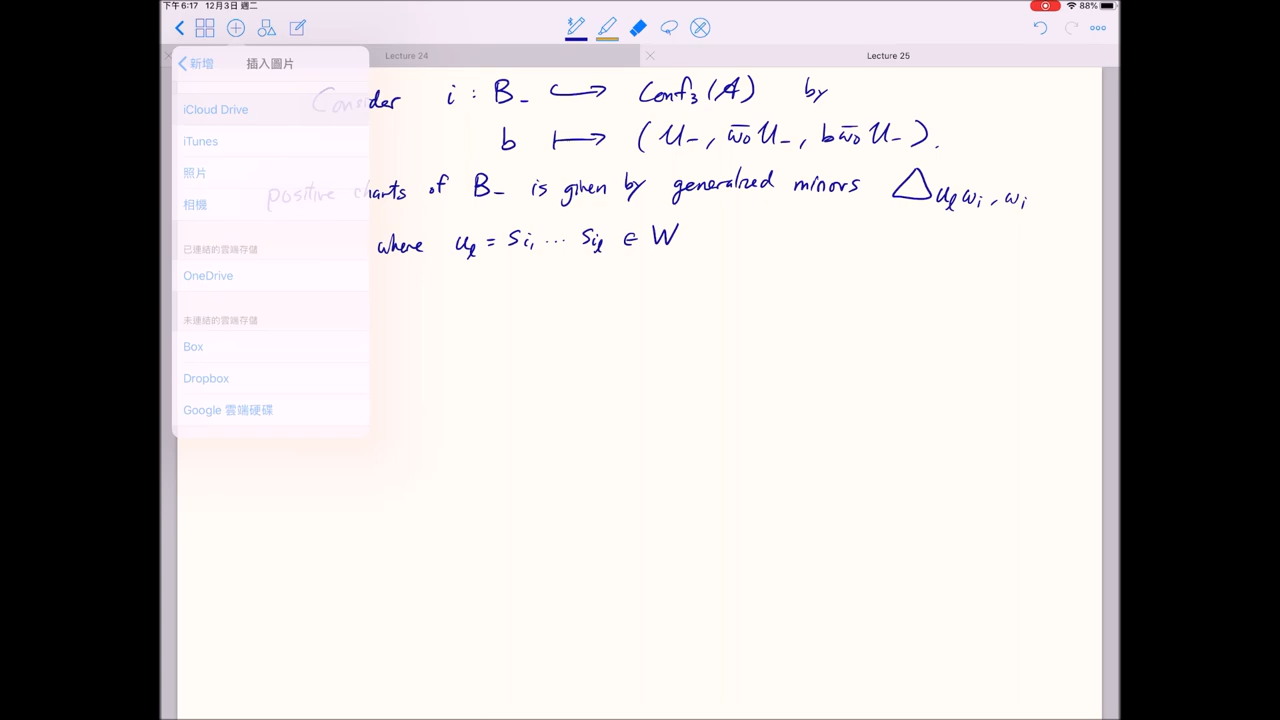 下午6:17 12月3日 週二
88%
Lecture 24
Lecture 25
新增 插入圖片
iCloud Drive
iTunes
照片
相機
已連結的雲端存儲
OneDrive
未連結的雲端存儲
Box
Dropbox
Google 雲端硬碟
Consider i : B₋ ↪ Conf₃(A) by
b ↦ (U₋, w̄₀U₋, bw̄₀U₋).
positive charts of B₋ is given by generalized minors Δ_{u_ℓ ω_i, ω_i}
where u_ℓ = s_{i_1} ⋯ s_{i_ℓ} ∈ W